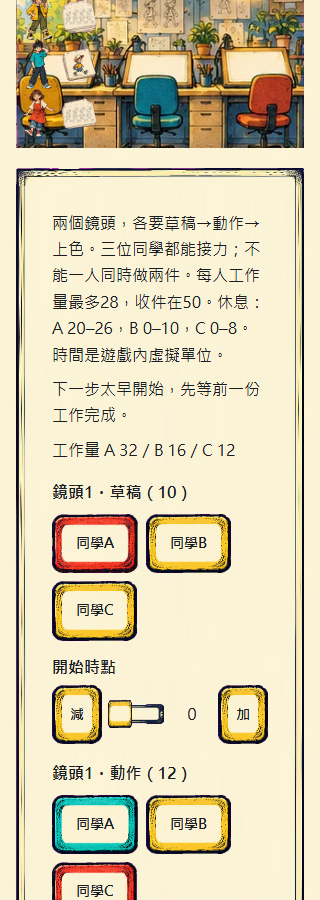 兩個鏡頭，各要草稿→動作→
上色。三位同學都能接力；不
能一人同時做兩件。每人工作
量最多28，收件在50。休息：
A 20–26，B 0–10，C 0–8。
時間是遊戲內虛擬單位。
下一步太早開始，先等前一份
工作完成。
工作量 A 32 / B 16 / C 12
鏡頭1・草稿（10）
同學A 同學B
同學C
開始時點
減 0 加
鏡頭1・動作（12）
同學A 同學B
同學C